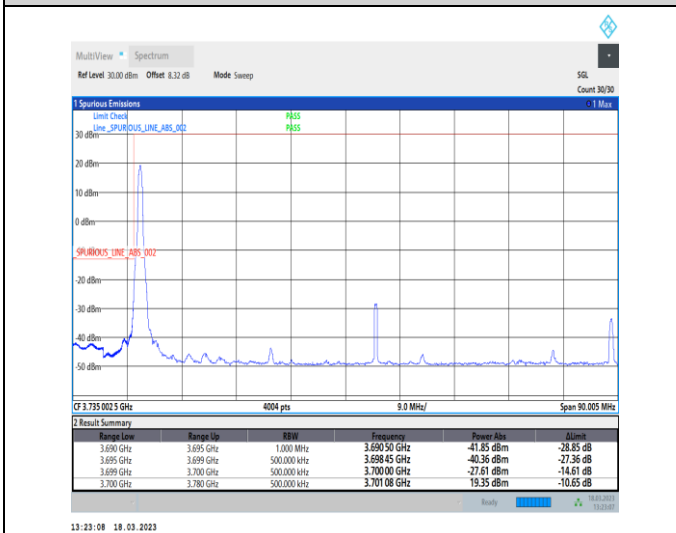 MultiView Spectrum
Ref Level 30.00 dBm Offset 8.32 dB Mode Sweep SGL
Count 30/30
1 Spurious Emissions 1 Max
Limit Check PASS
Line _SPURIOUS_LINE_ABS_002 PASS
30 dBm
20 dBm
10 dBm
0 dBm
_SPURIOUS_LINE_ABS_002
-20 dBm
-30 dBm
-40 dBm
-50 dBm
CF 3.735 002 5 GHz 4004 pts 9.0 MHz/ Span 90.005 MHz
2 Result Summary
Range Low Range Up RBW Frequency Power Abs ΔLimit
3.690 GHz 3.695 GHz 1.000 MHz 3.690 50 GHz -41.85 dBm -28.85 dB
3.695 GHz 3.699 GHz 500.000 kHz 3.698 45 GHz -40.36 dBm -27.36 dB
3.699 GHz 3.700 GHz 500.000 kHz 3.700 00 GHz -27.61 dBm -14.61 dB
3.700 GHz 3.780 GHz 500.000 kHz 3.701 08 GHz 19.35 dBm -10.65 dB
Ready 18.03.2023
13:23:07
13:23:08 18.03.2023